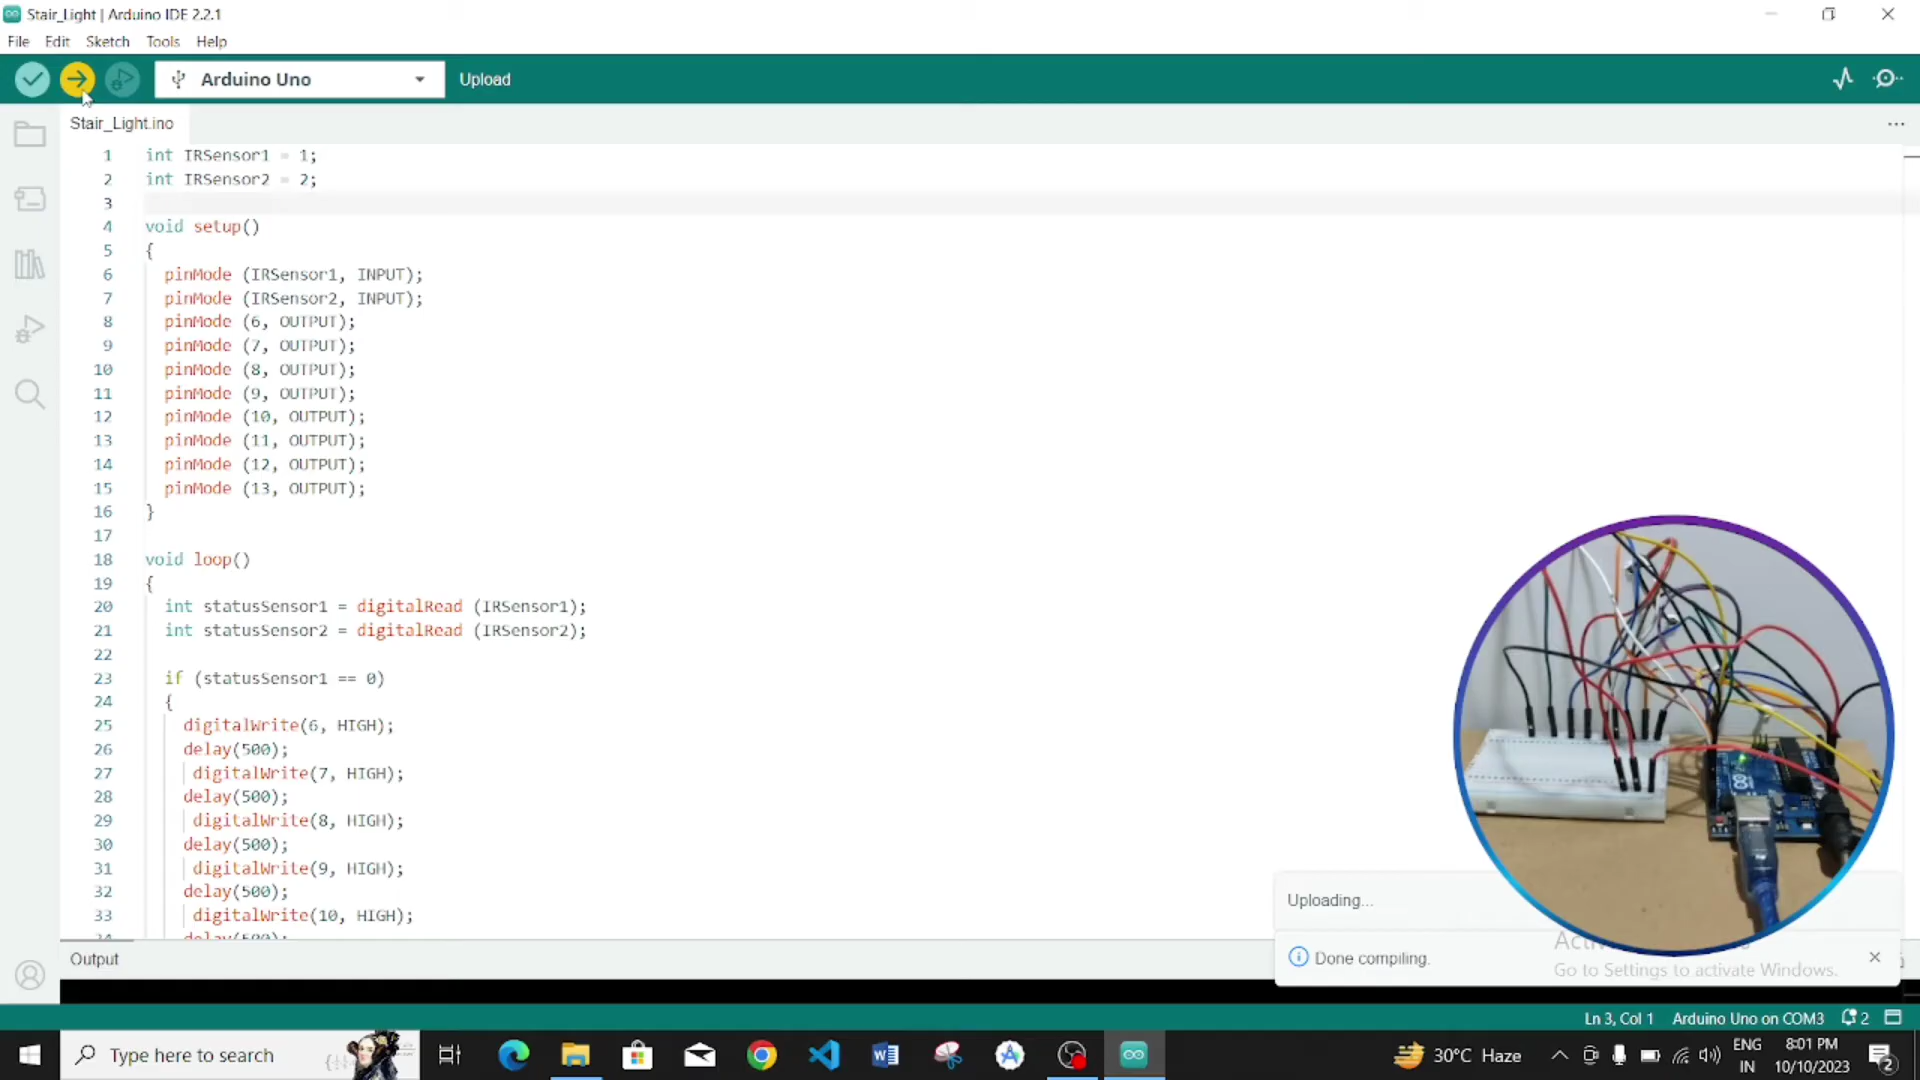 Stair_Light | Arduino IDE 2.2.1
File Edit Sketch Tools Help
Arduino Uno
Upload
Stair_Light.ino
1 int IRSensor1 = 1;
2 int IRSensor2 = 2;
3
4 void setup()
5 {
6 pinMode (IRSensor1, INPUT);
7 pinMode (IRSensor2, INPUT);
8 pinMode (6, OUTPUT);
9 pinMode (7, OUTPUT);
10 pinMode (8, OUTPUT);
11 pinMode (9, OUTPUT);
12 pinMode (10, OUTPUT);
13 pinMode (11, OUTPUT);
14 pinMode (12, OUTPUT);
15 pinMode (13, OUTPUT);
16 }
17
18 void loop()
19 {
20 int statusSensor1 = digitalRead (IRSensor1);
21 int statusSensor2 = digitalRead (IRSensor2);
22
23 if (statusSensor1 == 0)
24 {
25 digitalWrite(6, HIGH);
26 delay(500);
27 digitalWrite(7, HIGH);
28 delay(500);
29 digitalWrite(8, HIGH);
30 delay(500);
31 digitalWrite(9, HIGH);
32 delay(500);
33 digitalWrite(10, HIGH);
34 delay(500);
Uploading...
Done compiling.
Go to Settings to activate Windows.
Output
Ln 3, Col 1 Arduino Uno on COM3 2
Type here to search
30°C Haze
ENG
IN
8:01 PM
10/10/2023
2